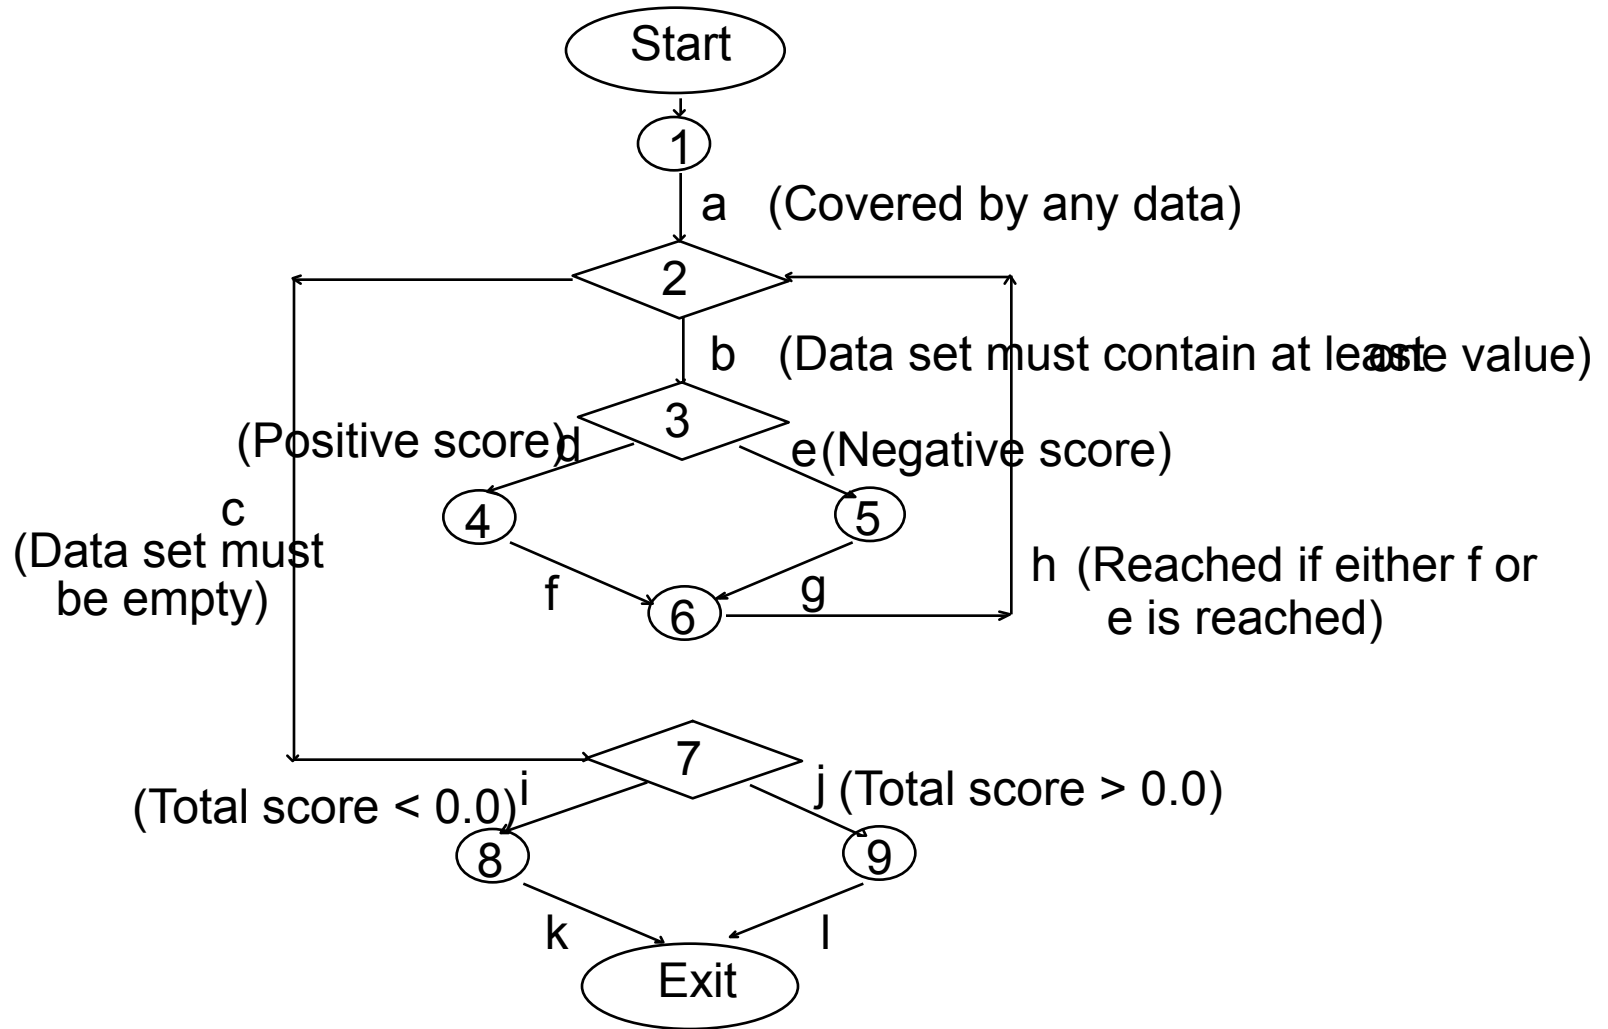 Start
1
a (Covered by any data)
2
b (Data set must contain at least one value)
3
(Positive score) d
e (Negative score)
c
(Data set must
be empty)
4
5
f
g
h (Reached if either f or
e is reached)
6
7
i
(Total score < 0.0)
j (Total score > 0.0)
8
9
k
l
Exit